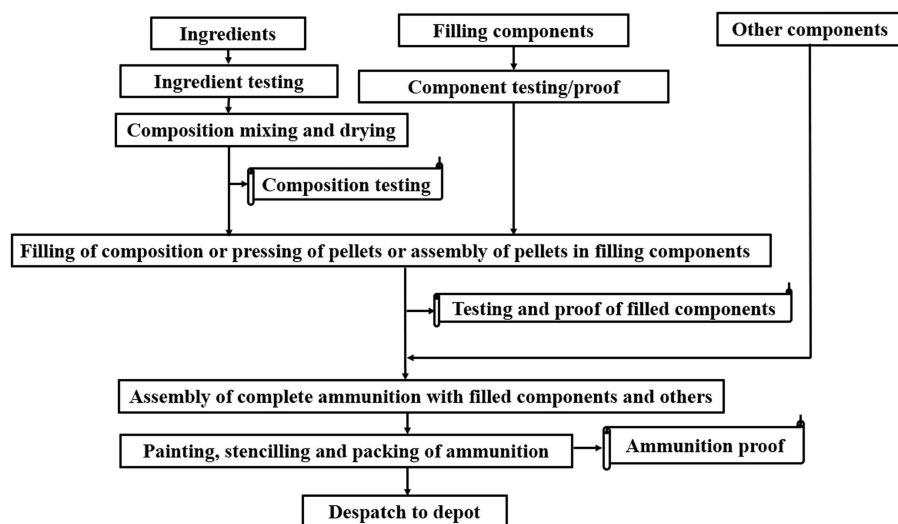 Ingredients
Filling components
Other components
Ingredient testing
Component testing/proof
Composition mixing and drying
Composition testing
Filling of composition or pressing of pellets or assembly of pellets in filling components
Testing and proof of filled components
Assembly of complete ammunition with filled components and others
Painting, stencilling and packing of ammunition
Ammunition proof
Despatch to depot